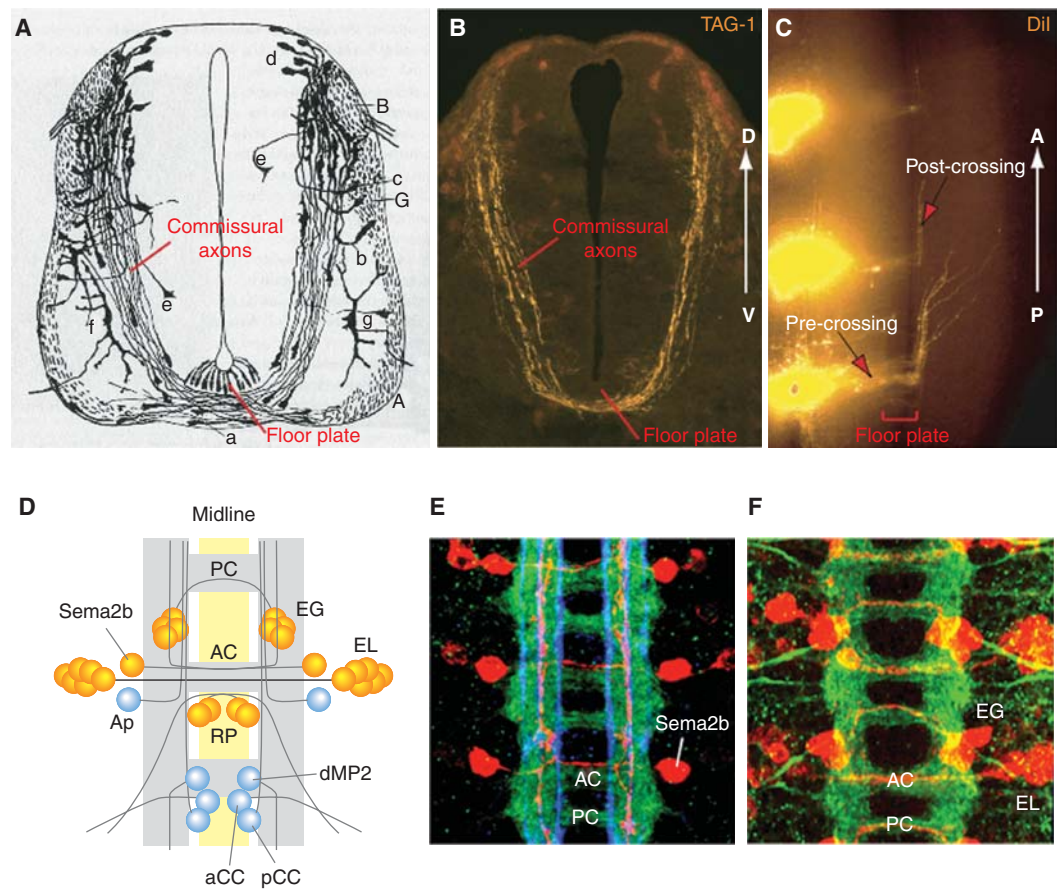 A
d
B
e
c
G
Commissural
axons
b
e
f
g
A
Floor plate
a
B
TAG-1
D
Commissural
axons
V
Floor plate
C
DiI
A
Post-crossing
Pre-crossing
P
Floor plate
D
Midline
PC
Sema2b
EG
AC
EL
Ap
RP
dMP2
aCC
pCC
E
Sema2b
AC
PC
F
EG
AC
EL
PC